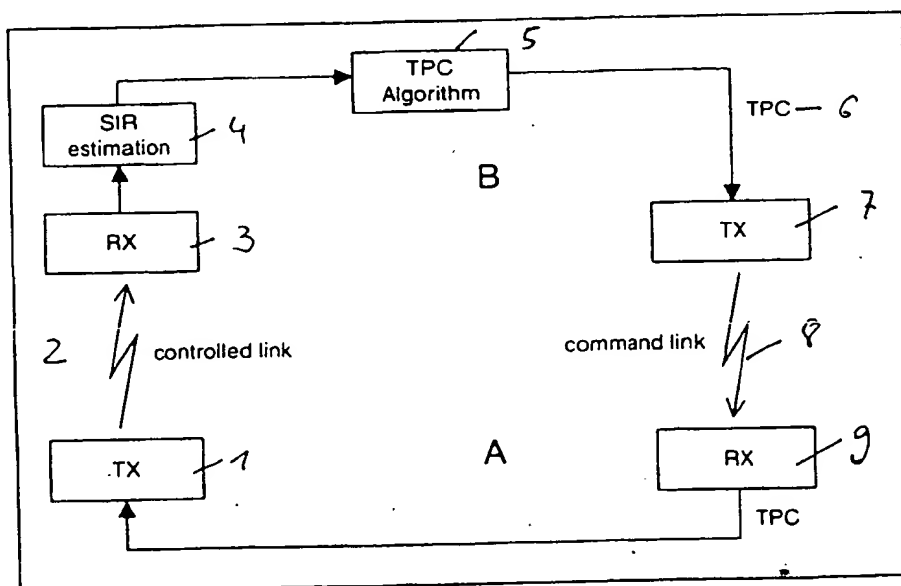 5
TPC
Algorithm
TPC 6
SIR
estimation
4
B
7
TX
RX
3
2
controlled link
command link
8
A
9
TX
1
RX
TPC